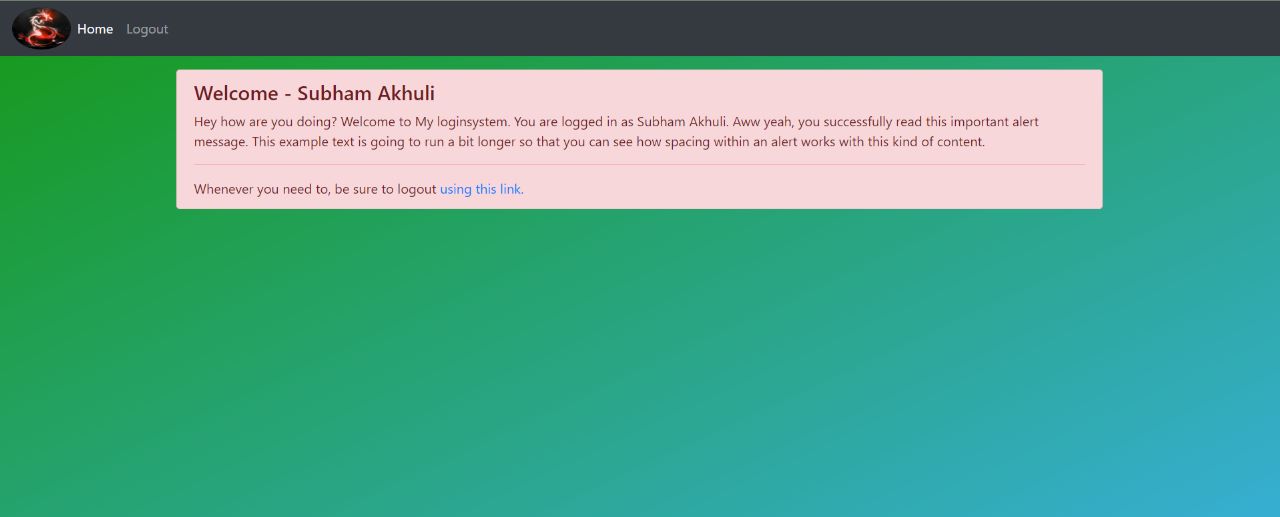 Home Logout
Welcome - Subham Akhuli
Hey how are you doing? Welcome to My loginsystem. You are logged in as Subham Akhuli. Aww yeah, you successfully read this important alert
message. This example text is going to run a bit longer so that you can see how spacing within an alert works with this kind of content.
Whenever you need to, be sure to logout using this link.